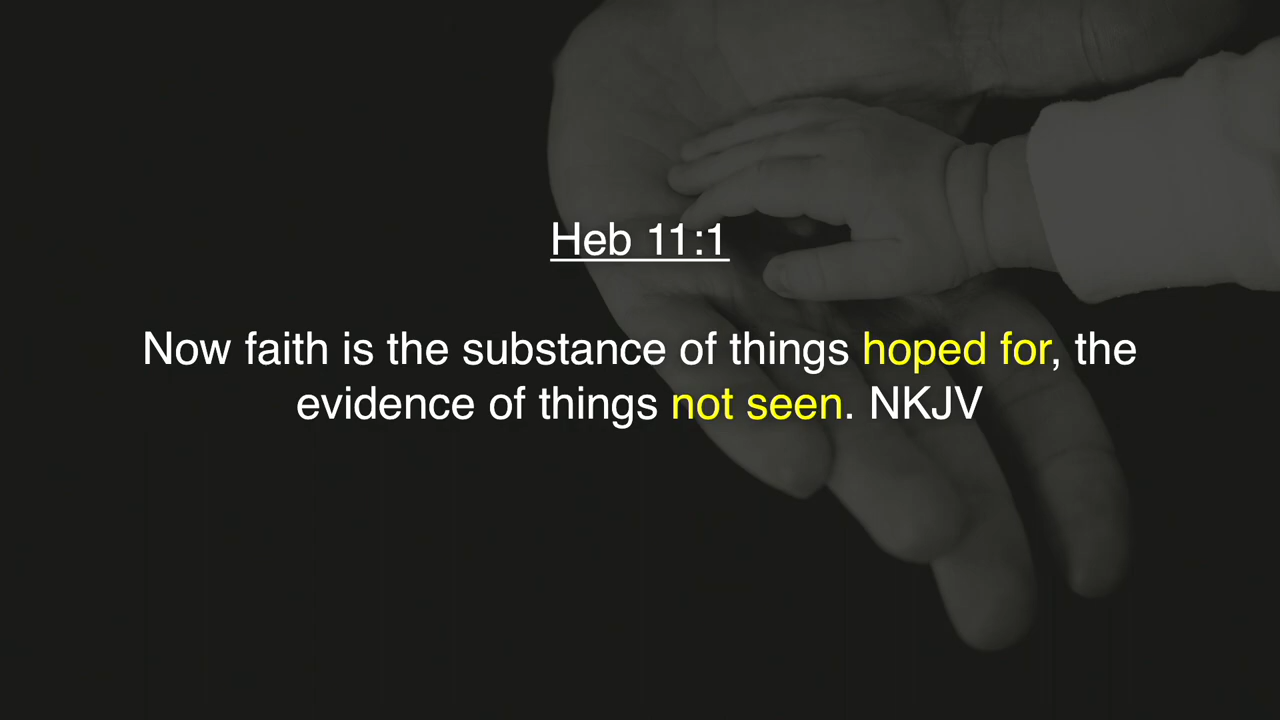 Heb 11:1
Now faith is the substance of things hoped for, the
evidence of things not seen. NKJV